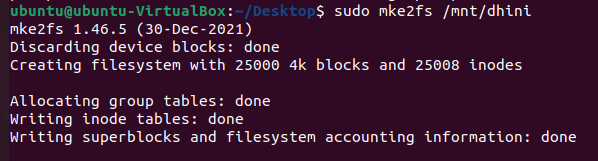 ubuntu@ubuntu-VirtualBox:~/Desktop$ sudo mke2fs /mnt/dhini
mke2fs 1.46.5 (30-Dec-2021)
Discarding device blocks: done
Creating filesystem with 25000 4k blocks and 25008 inodes
Allocating group tables: done
Writing inode tables: done
Writing superblocks and filesystem accounting information: done